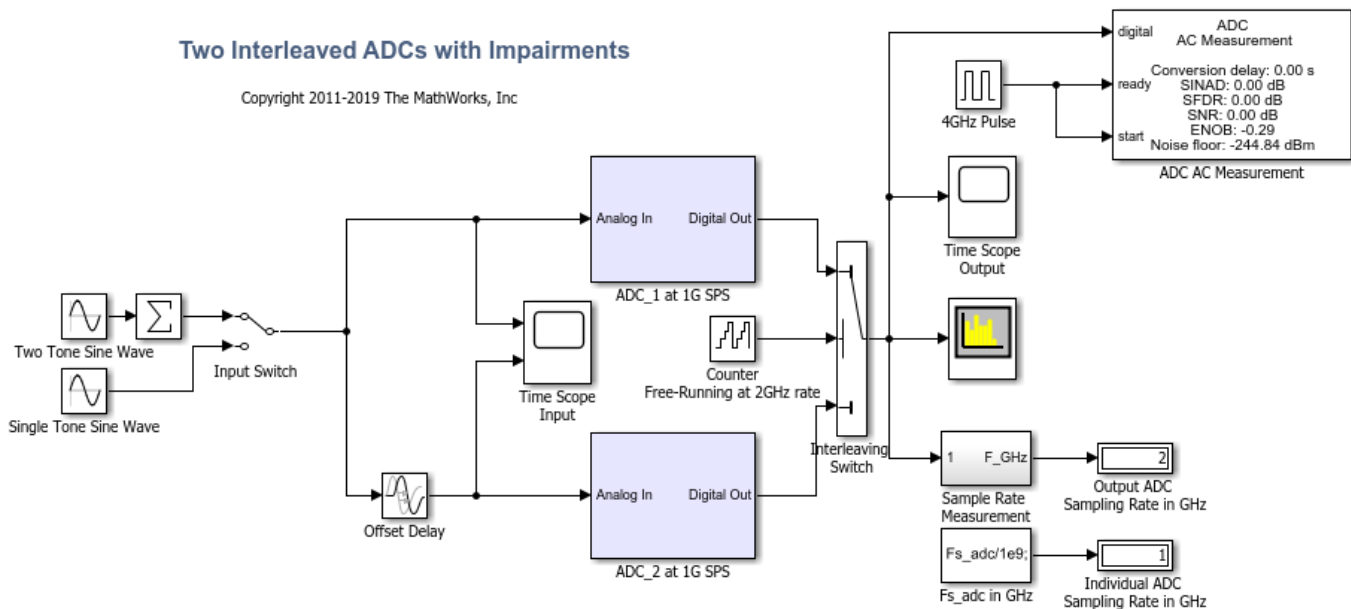 Two Interleaved ADCs with Impairments
Copyright 2011-2019 The MathWorks, Inc
digital
ready
start
ADC
AC Measurement
Conversion delay: 0.00 s
SINAD: 0.00 dB
SFDR: 0.00 dB
SNR: 0.00 dB
ENOB: -0.29
Noise floor: -244.84 dBm
ADC AC Measurement
4GHz Pulse
Time Scope
Output
Analog In
Digital Out
ADC_1 at 1G SPS
Two Tone Sine Wave
Single Tone Sine Wave
Input Switch
Time Scope
Input
Counter
Free-Running at 2GHz rate
Interleaving
Switch
Offset Delay
Analog In
Digital Out
ADC_2 at 1G SPS
1
F_GHz
Sample Rate
Measurement
2
Output ADC
Sampling Rate in GHz
Fs_adc/1e9;
Fs_adc in GHz
1
Individual ADC
Sampling Rate in GHz